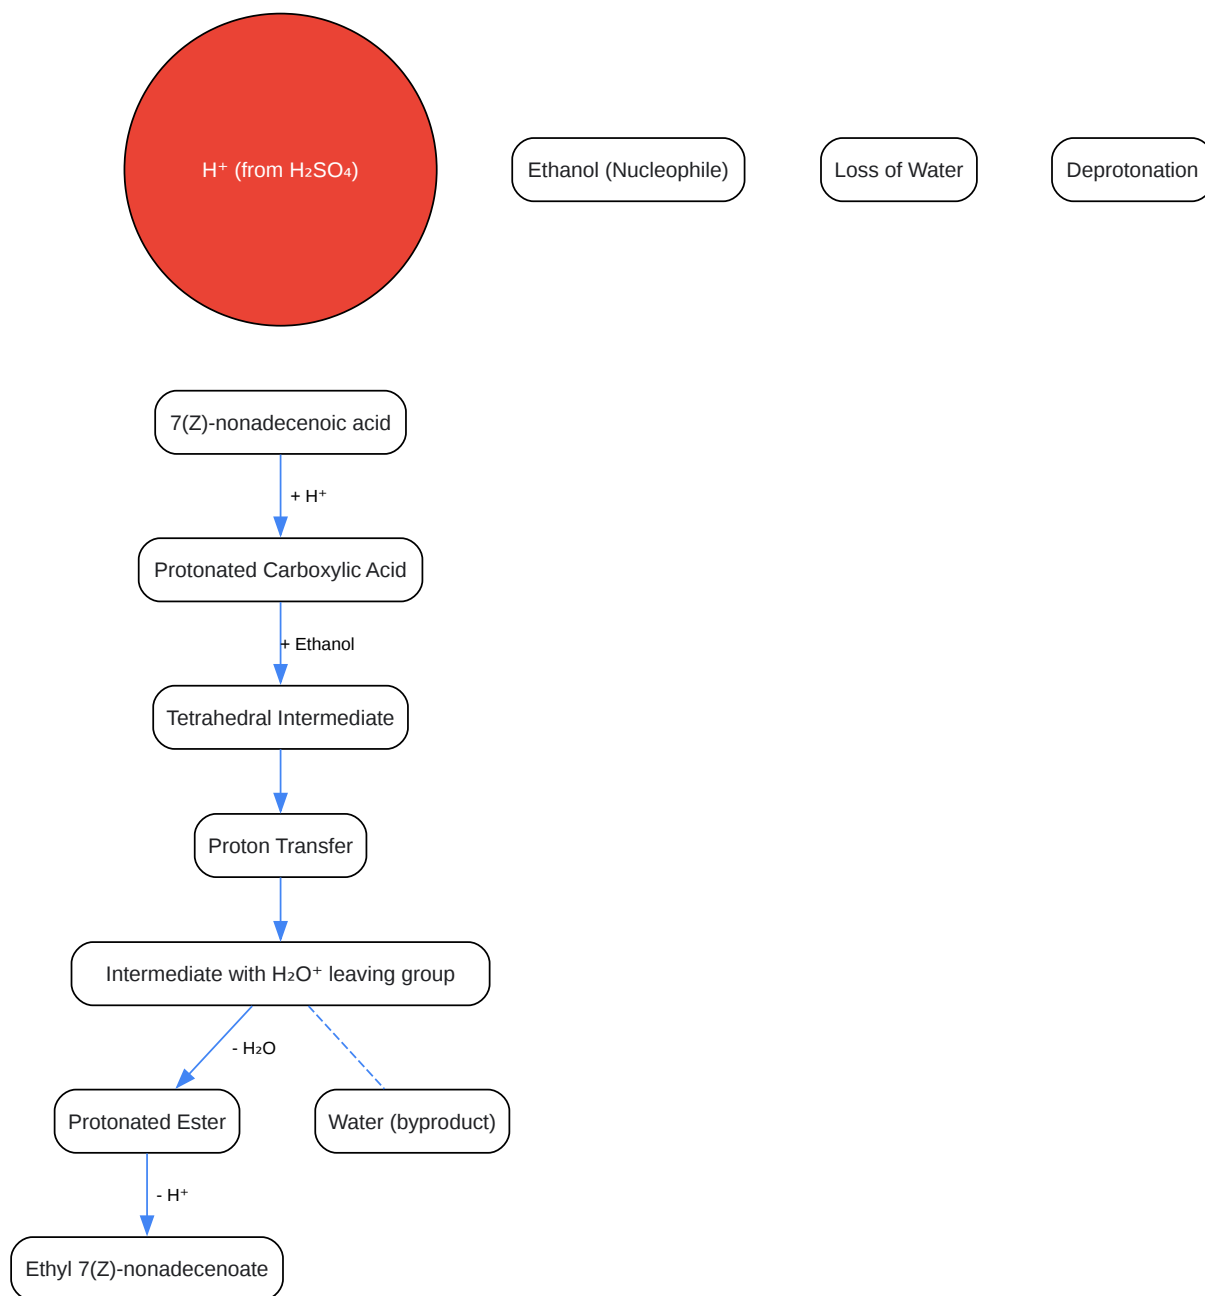 H⁺ (from H₂SO₄)
Ethanol (Nucleophile)
Loss of Water
Deprotonation
7(Z)-nonadecenoic acid
+ H⁺
Protonated Carboxylic Acid
+ Ethanol
Tetrahedral Intermediate
Proton Transfer
Intermediate with H₂O⁺ leaving group
- H₂O
Protonated Ester
Water (byproduct)
- H⁺
Ethyl 7(Z)-nonadecenoate